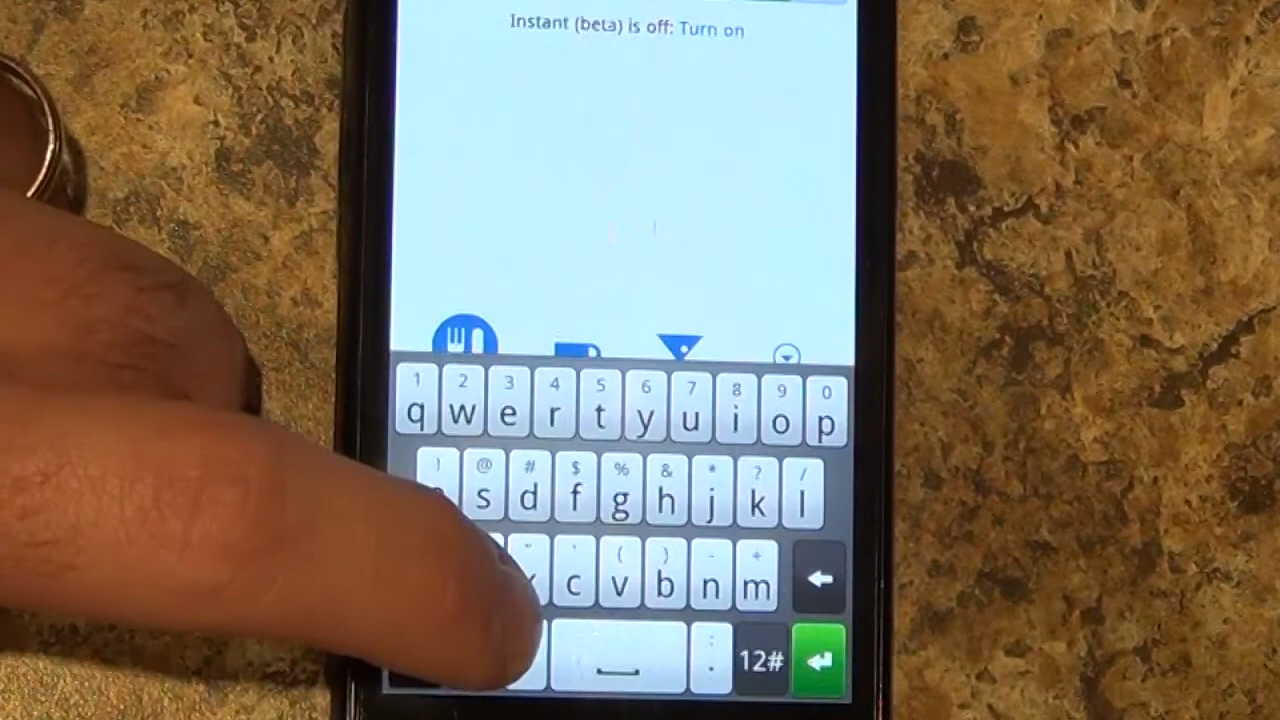 Instant (beta) is off: Turn on
1 2 3 4 5 6 7 8 9 0
q w e r t y u i o p
! @ # $ % & * ? /
s d f g h j k l
( ) - +
c v b n m
:
. 12#